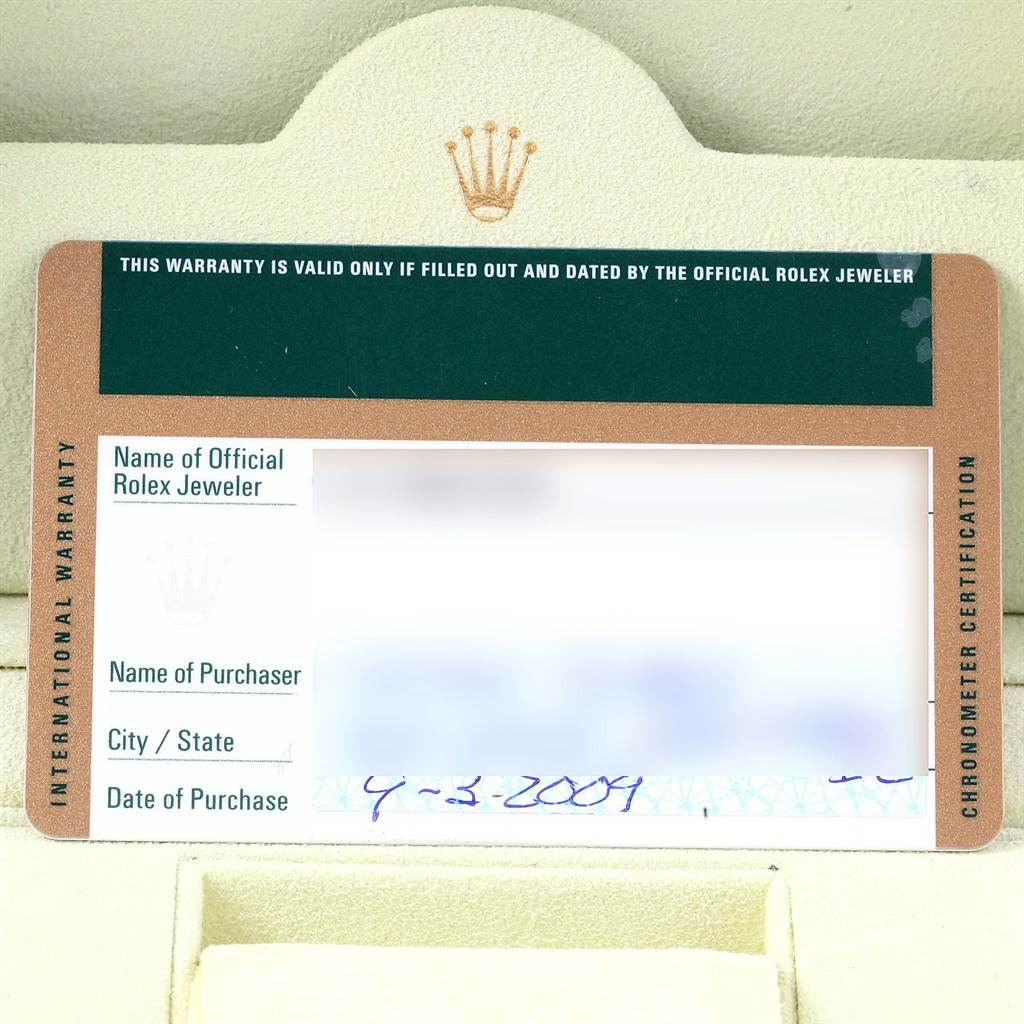 THIS WARRANTY IS VALID ONLY IF FILLED OUT AND DATED BY THE OFFICIAL ROLEX JEWELER
INTERNATIONAL WARRANTY
Name of Official
Rolex Jeweler
Name of Purchaser
City / State
Date of Purchase 4-3-2009
CHRONOMETER CERTIFICATION